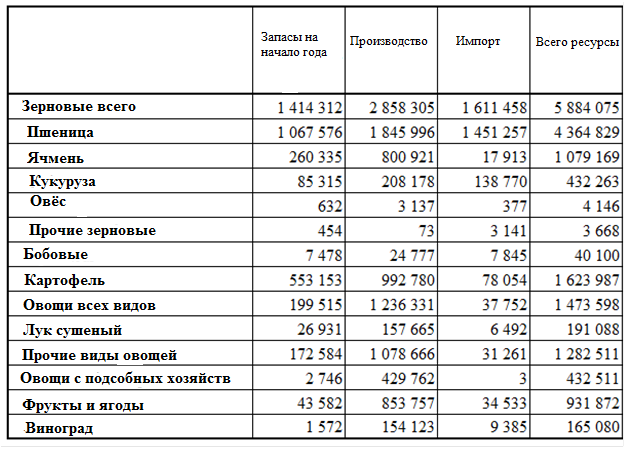 Запасы на начало года Производство Импорт Всего ресурсы
Зерновые всего 1 414 312 2 858 305 1 611 458 5 884 075
Пшеница 1 067 576 1 845 996 1 451 257 4 364 829
Ячмень 260 335 800 921 17 913 1 079 169
Кукуруза 85 315 208 178 138 770 432 263
Овёс 632 3 137 377 4 146
Прочие зерновые 454 73 3 141 3 668
Бобовые 7 478 24 777 7 845 40 100
Картофель 553 153 992 780 78 054 1 623 987
Овощи всех видов 199 515 1 236 331 37 752 1 473 598
Лук сушеный 26 931 157 665 6 492 191 088
Прочие виды овощей 172 584 1 078 666 31 261 1 282 511
Овощи с подсобных хозяйств 2 746 429 762 3 432 511
Фрукты и ягоды 43 582 853 757 34 533 931 872
Виноград 1 572 154 123 9 385 165 080